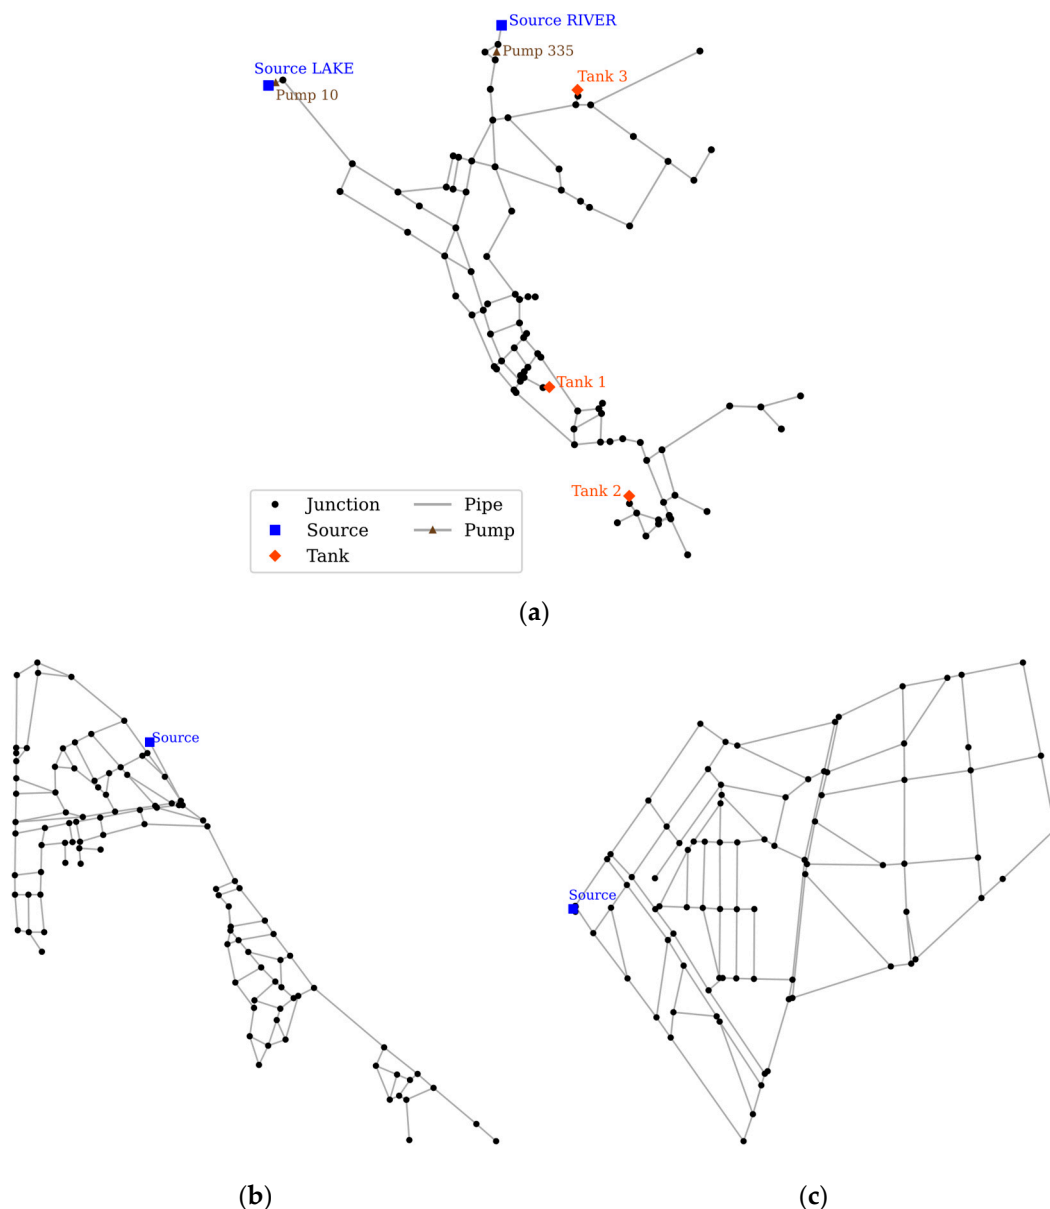 Source RIVER
Pump 335
Source LAKE
Pump 10
Tank 3
Tank 1
Tank 2
Junction
Pipe
Source
Pump
Tank
(a)
Source
Source
(b)
(c)